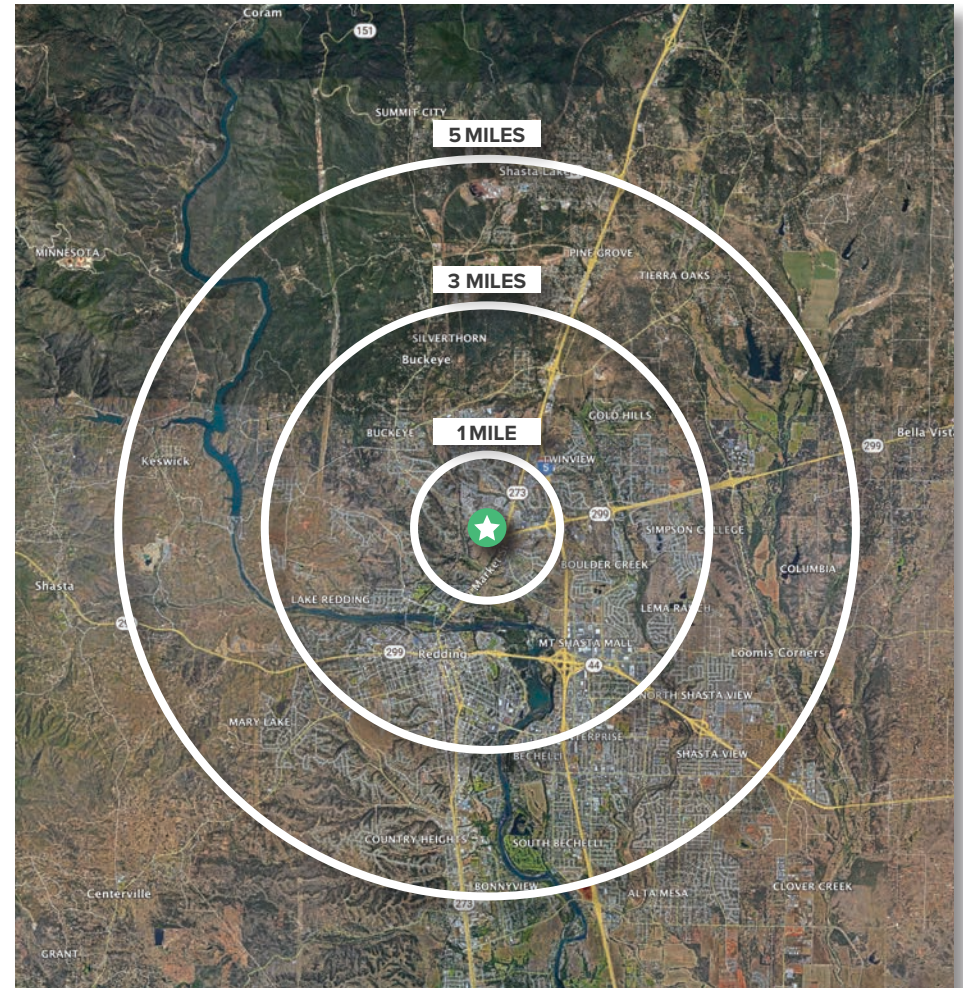 Coram
151
SUMMIT CITY
5 MILES
Shasta Lake
MINNESOTA
PINE GROVE
TIERRA OAKS
3 MILES
SILVERTHORN
Buckeye
GOLD HILLS
BUCKEYE
1 MILE
299
Bella Vist
Keswick
TWINVIEW
5
273
299
SIMPSON COLLEGE
Market
BOULDER CREEK
COLUMBIA
Shasta
LAKE REDDING
LEMA RANCH
299
MT SHASTA MALL
299
Redding
44
Loomis Corners
NORTH SHASTA VIEW
MARY LAKE
ENTERPRISE
BECHELLI
SHASTA VIEW
COUNTRY HEIGHTS
SOUTH BECHELLI
BONNYVIEW
Centerville
ALTA MESA
CLOVER CREEK
273
GRANT